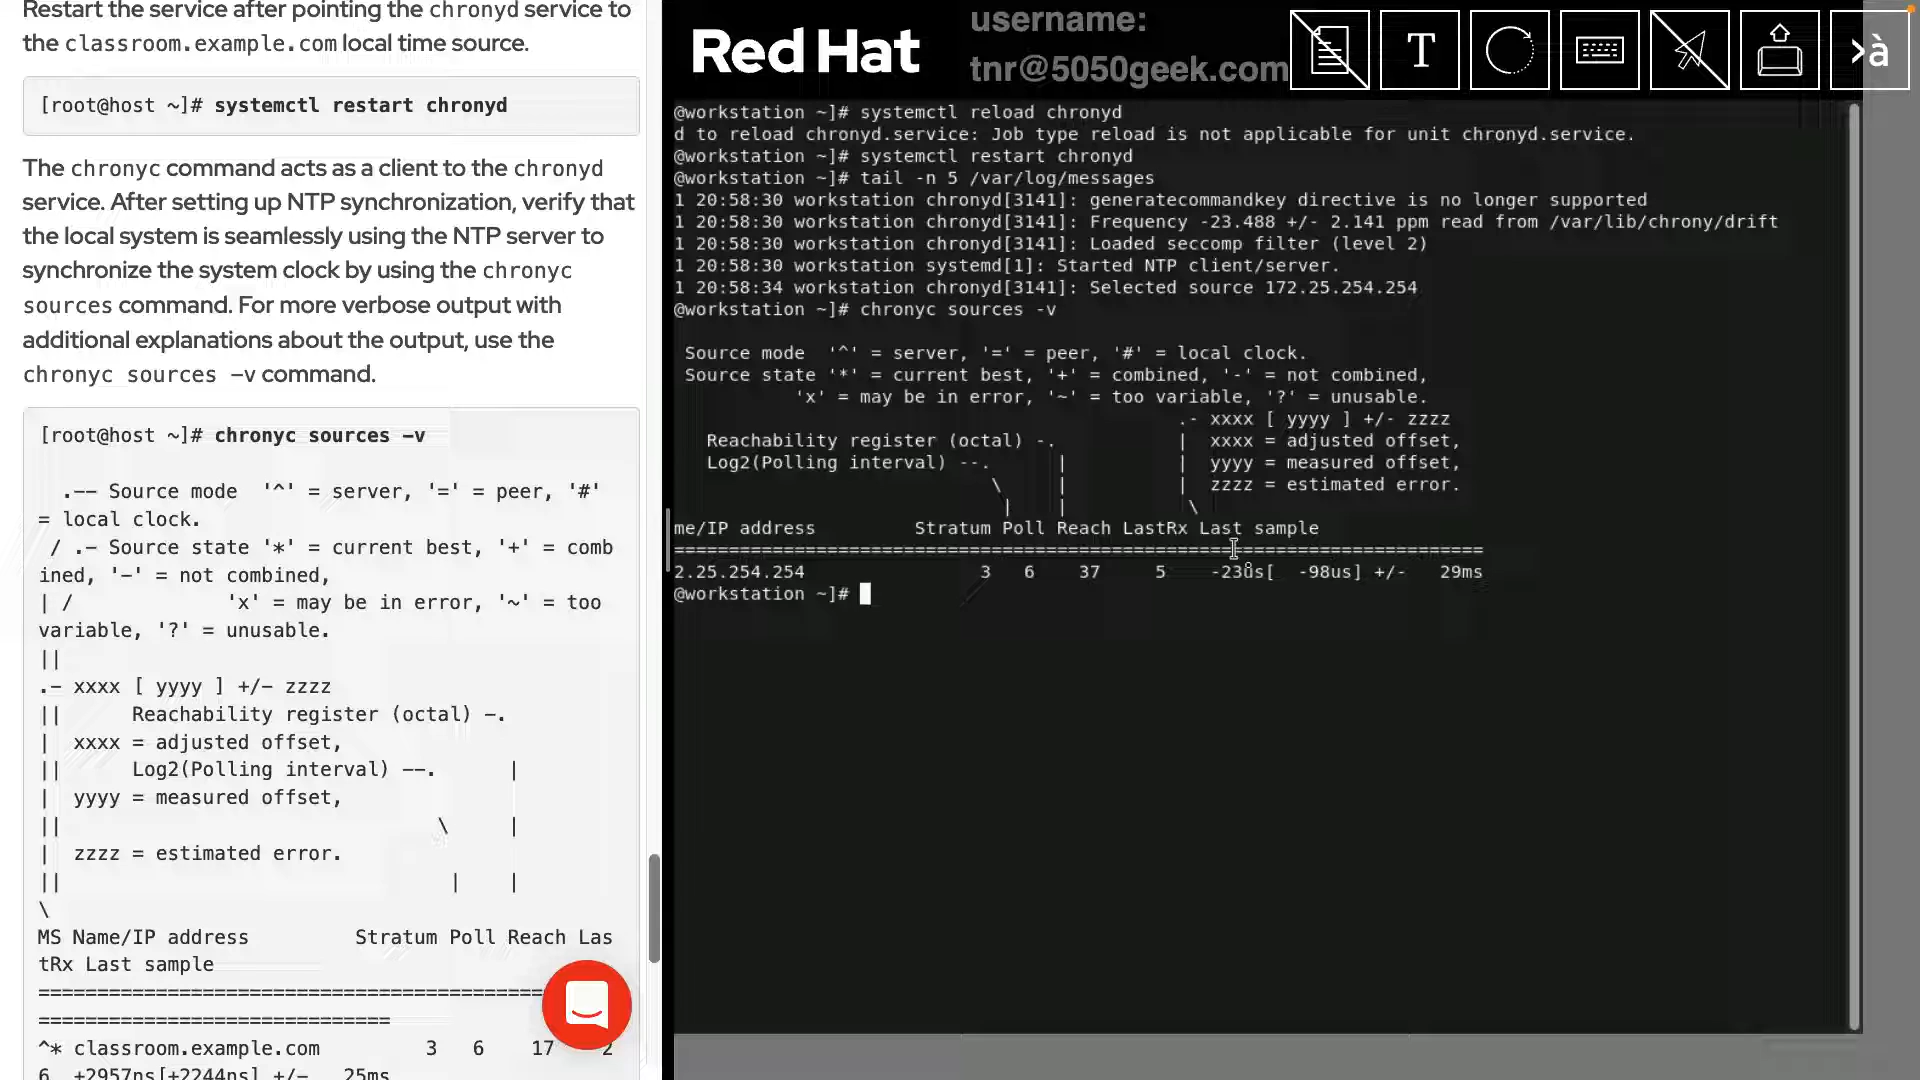 Restart the service after pointing the chronyd service to
the classroom.example.com local time source.
[root@host ~]# systemctl restart chronyd
The chronyc command acts as a client to the chronyd
service. After setting up NTP synchronization, verify that
the local system is seamlessly using the NTP server to
synchronize the system clock by using the chronyc
sources command. For more verbose output with
additional explanations about the output, use the
chronyc sources -v command.
[root@host ~]# chronyc sources -v
.-- Source mode '^' = server, '=' = peer, '#'
= local clock.
/ .- Source state '*' = current best, '+' = comb
ined, '-' = not combined,
| / 'x' = may be in error, '~' = too
variable, '?' = unusable.
||
.- xxxx [ yyyy ] +/- zzzz
|| Reachability register (octal) -.
| xxxx = adjusted offset,
|| Log2(Polling interval) --. |
| yyyy = measured offset,
|| \ |
| zzzz = estimated error.
|| | |
\
MS Name/IP address Stratum Poll Reach Las
tRx Last sample
===========================================
==============================
^* classroom.example.com 3 6 17 2
6 +2957ns[+2244ns] +/- 25ms
Red Hat
username:
tnr@5050geek.com
T
>à
@workstation ~]# systemctl reload chronyd
d to reload chronyd.service: Job type reload is not applicable for unit chronyd.service.
@workstation ~]# systemctl restart chronyd
@workstation ~]# tail -n 5 /var/log/messages
1 20:58:30 workstation chronyd[3141]: generatecommandkey directive is no longer supported
1 20:58:30 workstation chronyd[3141]: Frequency -23.488 +/- 2.141 ppm read from /var/lib/chrony/drift
1 20:58:30 workstation chronyd[3141]: Loaded seccomp filter (level 2)
1 20:58:30 workstation systemd[1]: Started NTP client/server.
1 20:58:34 workstation chronyd[3141]: Selected source 172.25.254.254
@workstation ~]# chronyc sources -v
Source mode '^' = server, '=' = peer, '#' = local clock.
Source state '*' = current best, '+' = combined, '-' = not combined,
'x' = may be in error, '~' = too variable, '?' = unusable.
.- xxxx [ yyyy ] +/- zzzz
Reachability register (octal) -. | xxxx = adjusted offset,
Log2(Polling interval) --. | | yyyy = measured offset,
\ | | zzzz = estimated error.
| | \
me/IP address Stratum Poll Reach LastRx Last sample
==========================================================================
2.25.254.254 3 6 37 5 -23us[ -98us] +/- 29ms
@workstation ~]#